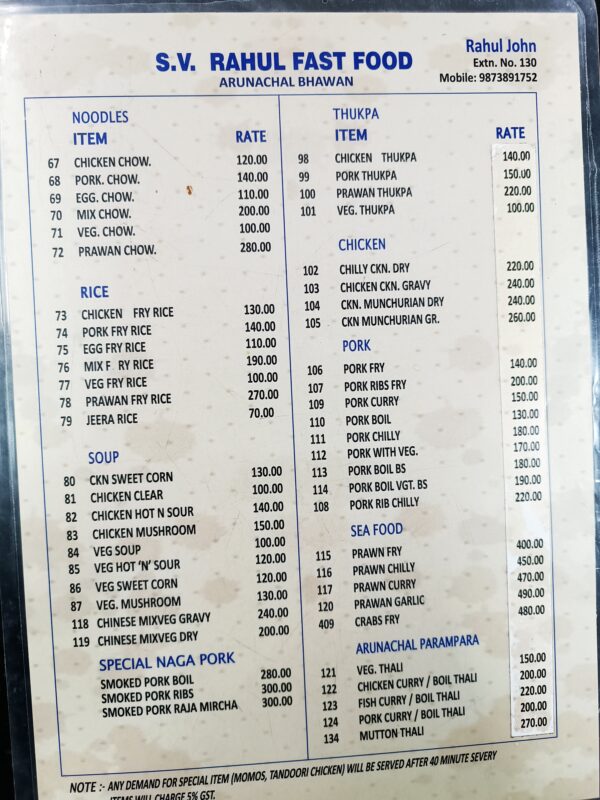 S.V. RAHUL FAST FOOD
ARUNACHAL BHAWAN
Rahul John
Extn. No. 130
Mobile: 9873891752
NOODLES
ITEM RATE
67 CHICKEN CHOW. 120.00
68 PORK. CHOW. 140.00
69 EGG. CHOW. 110.00
70 MIX CHOW. 200.00
71 VEG. CHOW. 100.00
72 PRAWAN CHOW. 280.00
RICE
73 CHICKEN FRY RICE 130.00
74 PORK FRY RICE 140.00
75 EGG FRY RICE 110.00
76 MIX F RY RICE 190.00
77 VEG FRY RICE 100.00
78 PRAWAN FRY RICE 270.00
79 JEERA RICE 70.00
SOUP
80 CKN SWEET CORN 130.00
81 CHICKEN CLEAR 100.00
82 CHICKEN HOT N SOUR 140.00
83 CHICKEN MUSHROOM 150.00
84 VEG SOUP 100.00
85 VEG HOT 'N' SOUR 120.00
86 VEG SWEET CORN 120.00
87 VEG. MUSHROOM 130.00
118 CHINESE MIXVEG GRAVY 240.00
119 CHINESE MIXVEG DRY 200.00
SPECIAL NAGA PORK
SMOKED PORK BOIL 280.00
SMOKED PORK RIBS 300.00
SMOKED PORK RAJA MIRCHA 300.00
THUKPA
ITEM RATE
98 CHICKEN THUKPA 140.00
99 PORK THUKPA 150.00
100 PRAWAN THUKPA 220.00
101 VEG. THUKPA 100.00
CHICKEN
102 CHILLY CKN. DRY 220.00
103 CHICKEN CKN. GRAVY 240.00
104 CKN. MUNCHURIAN DRY 240.00
105 CKN MUNCHURIAN GR. 260.00
PORK
106 PORK FRY 140.00
107 PORK RIBS FRY 200.00
109 PORK CURRY 150.00
110 PORK BOIL 130.00
111 PORK CHILLY 180.00
112 PORK WITH VEG. 170.00
113 PORK BOIL BS 180.00
114 PORK BOIL VGT. BS 190.00
108 PORK RIB CHILLY 220.00
SEA FOOD
115 PRAWN FRY 400.00
116 PRAWN CHILLY 450.00
117 PRAWN CURRY 470.00
120 PRAWAN GARLIC 490.00
409 CRABS FRY 480.00
ARUNACHAL PARAMPARA
121 VEG. THALI 150.00
122 CHICKEN CURRY / BOIL THALI 200.00
123 FISH CURRY / BOIL THALI 220.00
124 PORK CURRY / BOIL THALI 200.00
134 MUTTON THALI 270.00
NOTE :- ANY DEMAND FOR SPECIAL ITEM (MOMOS, TANDOORI CHICKEN) WILL BE SERVED AFTER 40 MINUTE SEVERY
ITEMS WILL CHARGE 5% GST.